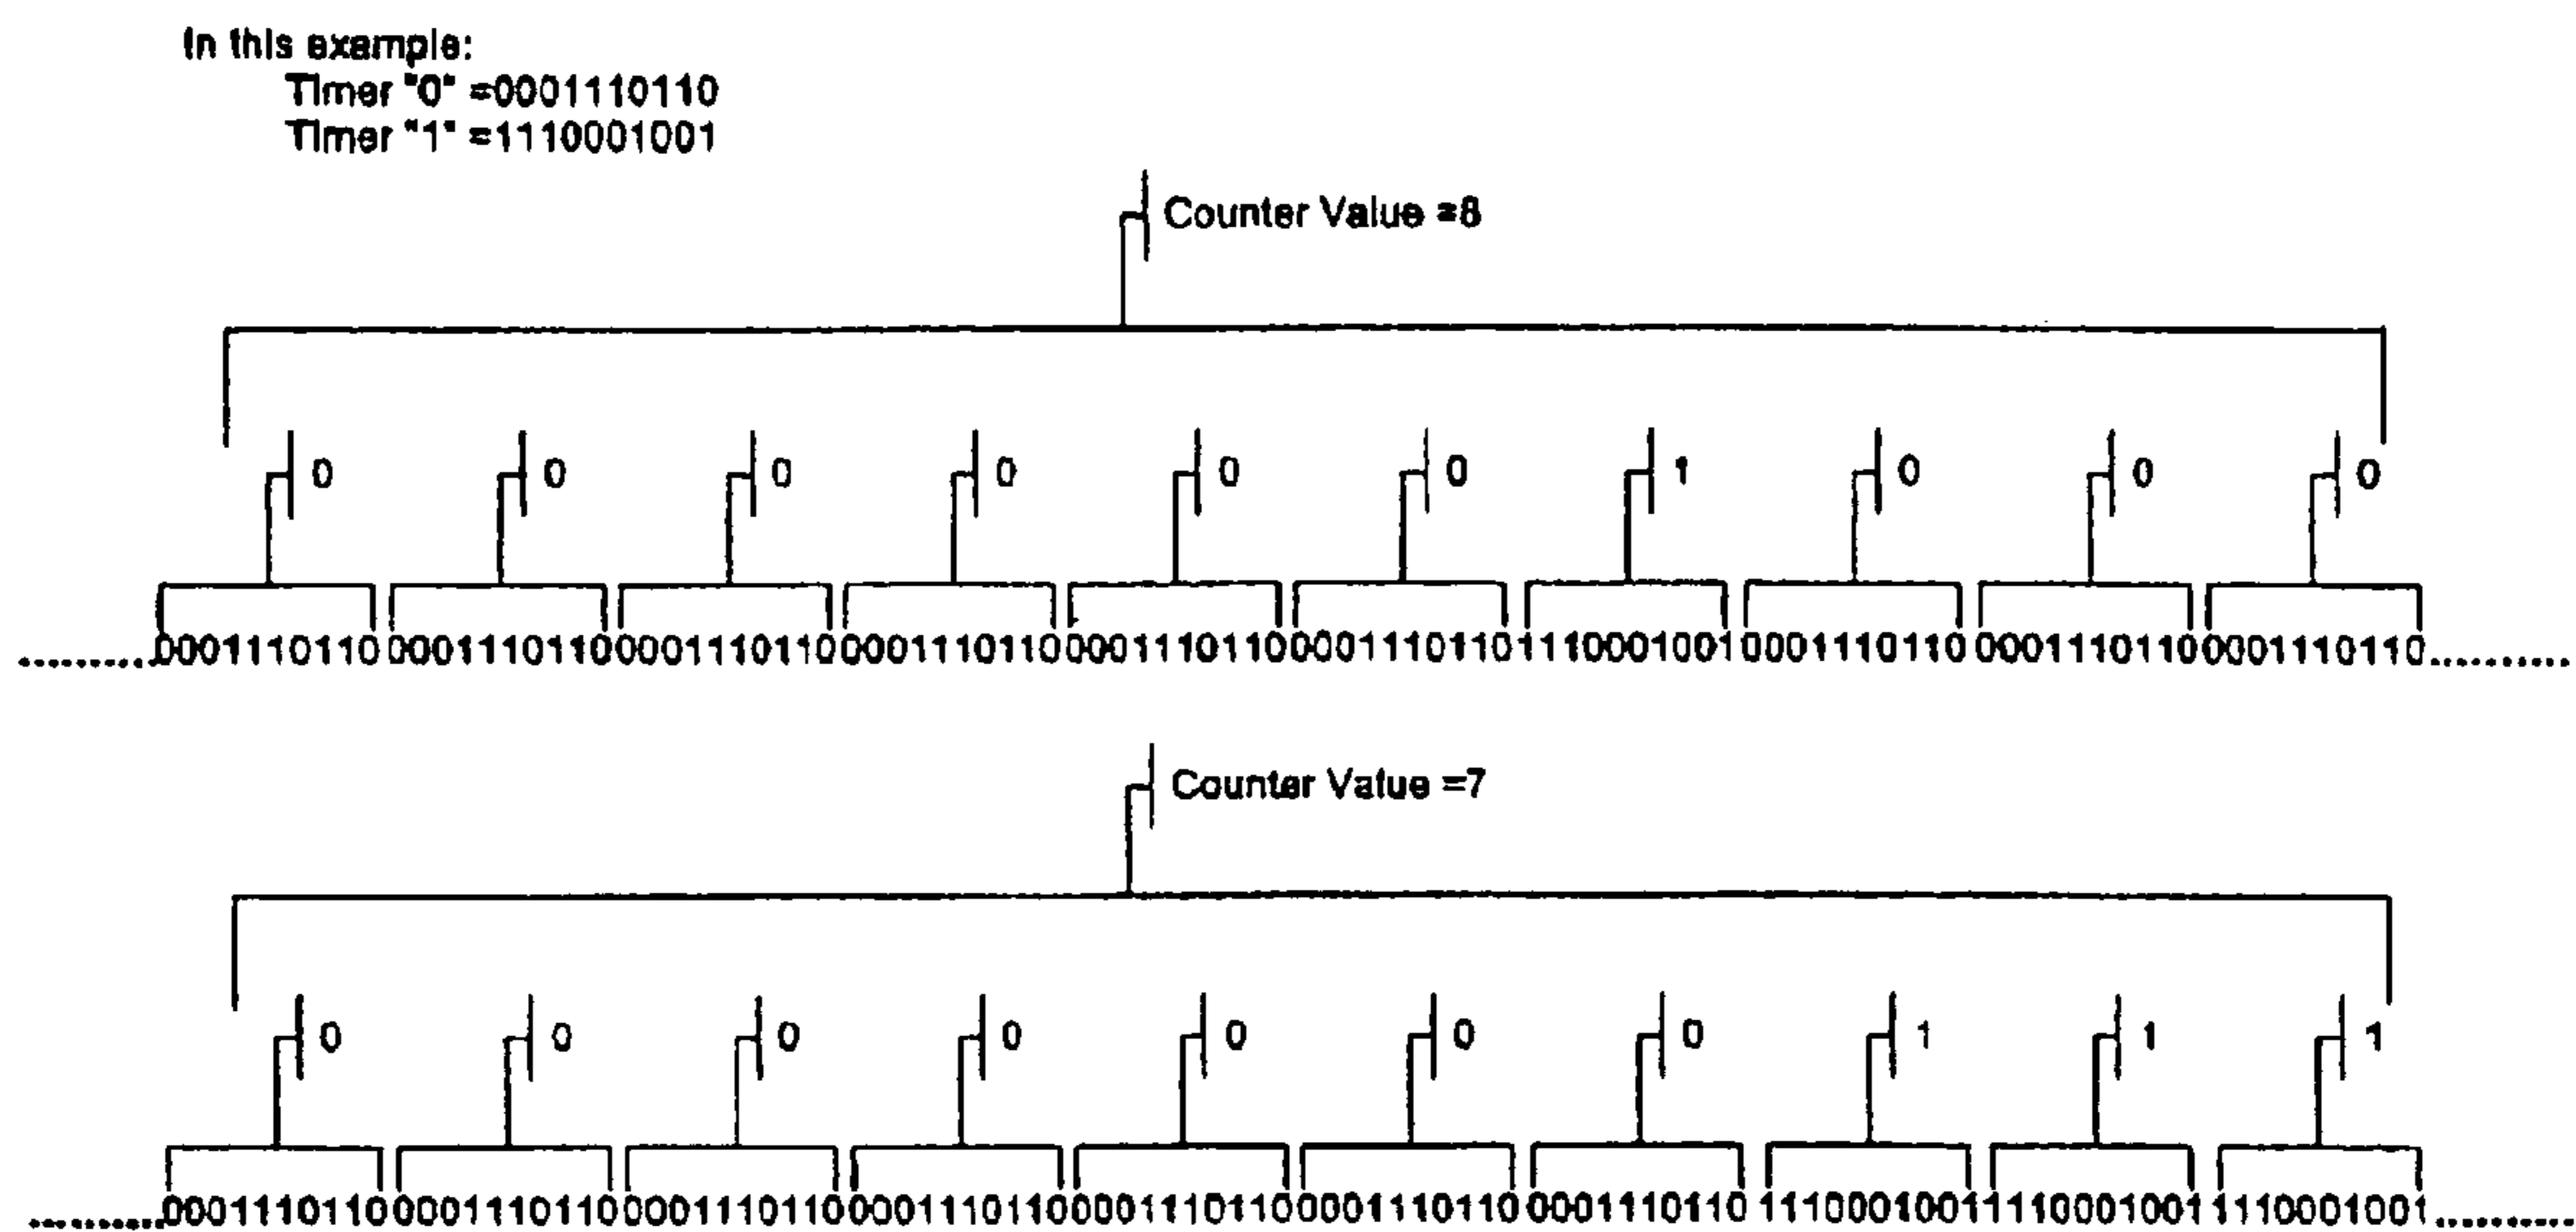 In this example:
Timer "0" =0001110110
Timer "1" =1110001001
Counter Value =8
0 0 0 0 0 0 1 0 0 0
..........0001110110 0001110110 0001110110 0001110110 0001110110 0001110110 1110001001 0001110110 0001110110 0001110110..........
Counter Value =7
0 0 0 0 0 0 0 1 1 1
..........0001110110 0001110110 0001110110 0001110110 0001110110 0001110110 0001110110 1110001001 1110001001 1110001001..........